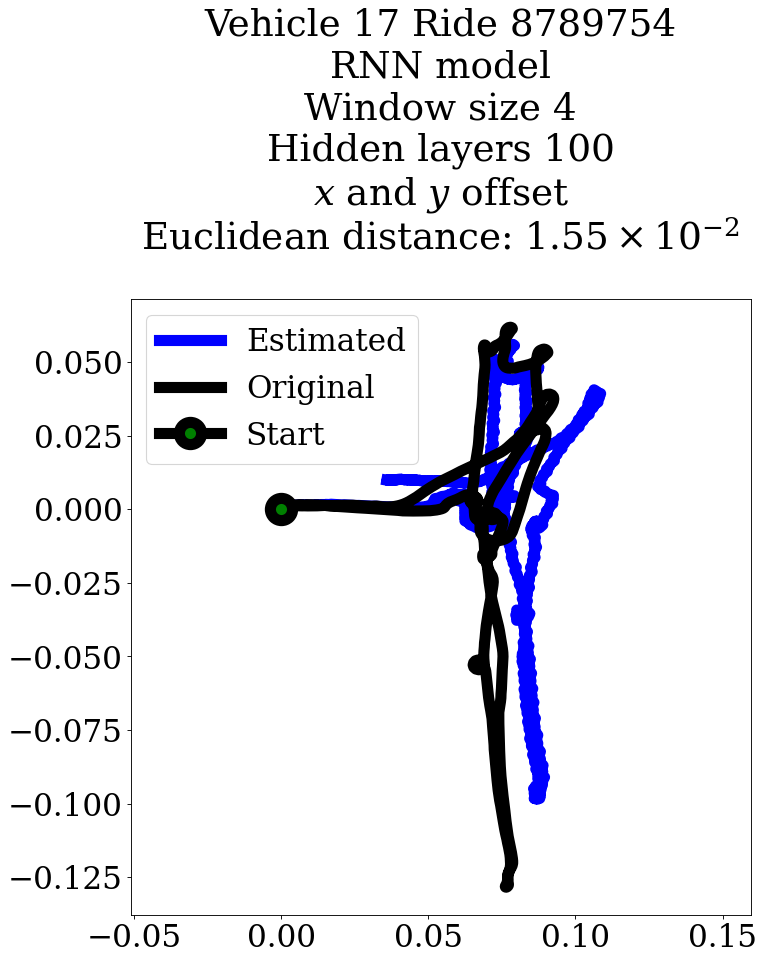 Vehicle 17 Ride 8789754
RNN model
Window size 4
Hidden layers 100
x and y offset
Euclidean distance: 1.55 × 10⁻²
Estimated
Original
Start
0.050
0.025
0.000
−0.025
−0.050
−0.075
−0.100
−0.125
−0.05 0.00 0.05 0.10 0.15